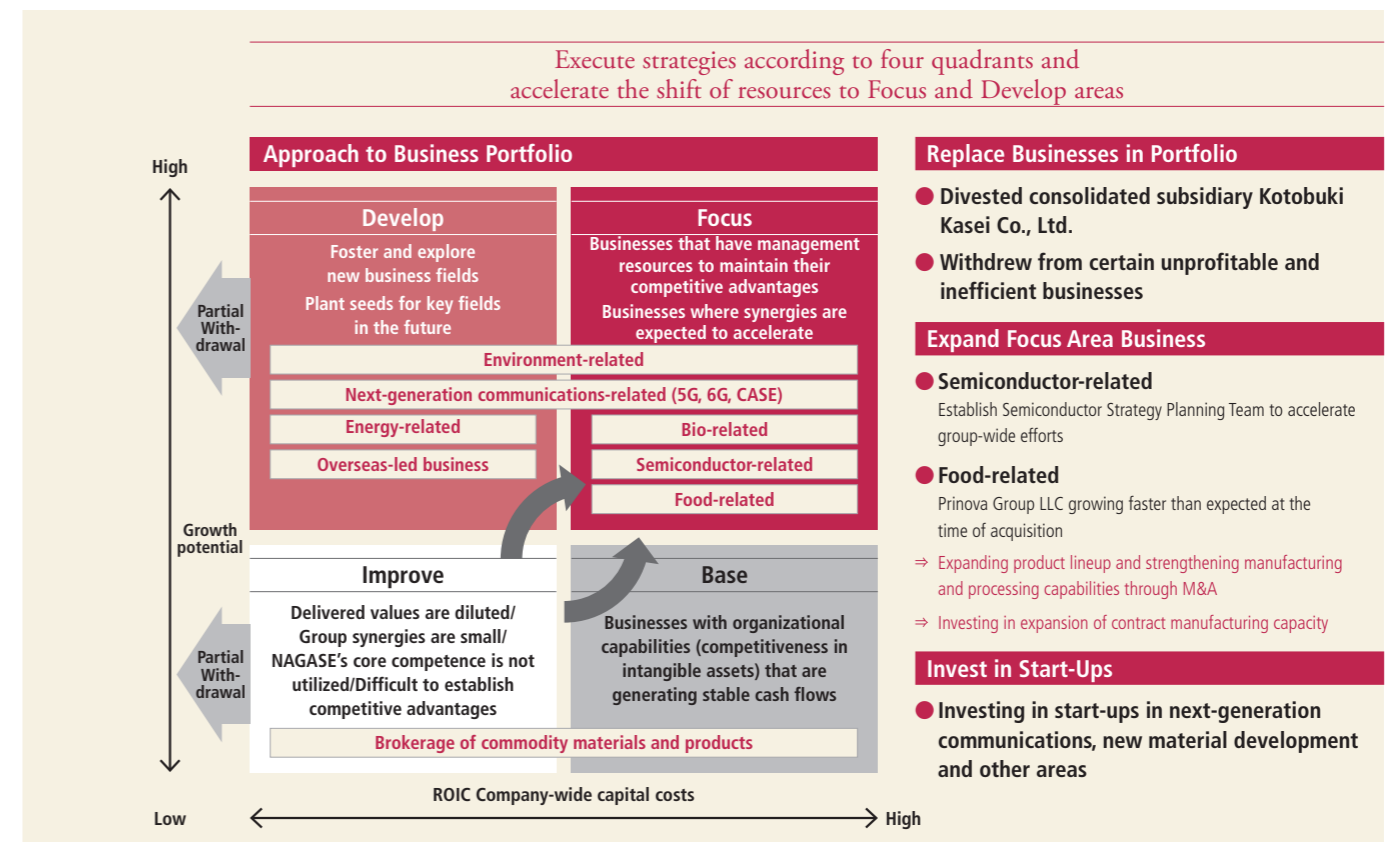 Execute strategies according to four quadrants and
accelerate the shift of resources to Focus and Develop areas
High
Growth
potential
Low
Partial
With-
drawal
Partial
With-
drawal
Approach to Business Portfolio
Develop
Foster and explore
new business fields
Plant seeds for key fields
in the future
Focus
Businesses that have management
resources to maintain their
competitive advantages
Businesses where synergies are
expected to accelerate
Environment-related
Next-generation communications-related (5G, 6G, CASE)
Energy-related
Overseas-led business
Bio-related
Semiconductor-related
Food-related
Improve
Delivered values are diluted/
Group synergies are small/
NAGASE's core competence is not
utilized/Difficult to establish
competitive advantages
Base
Businesses with organizational
capabilities (competitiveness in
intangible assets) that are
generating stable cash flows
Brokerage of commodity materials and products
ROIC Company-wide capital costs
High
Replace Businesses in Portfolio
● Divested consolidated subsidiary Kotobuki
Kasei Co., Ltd.
● Withdrew from certain unprofitable and
inefficient businesses
Expand Focus Area Business
● Semiconductor-related
Establish Semiconductor Strategy Planning Team to accelerate
group-wide efforts
● Food-related
Prinova Group LLC growing faster than expected at the
time of acquisition
⇒ Expanding product lineup and strengthening manufacturing
and processing capabilities through M&A
⇒ Investing in expansion of contract manufacturing capacity
Invest in Start-Ups
● Investing in start-ups in next-generation
communications, new material development
and other areas